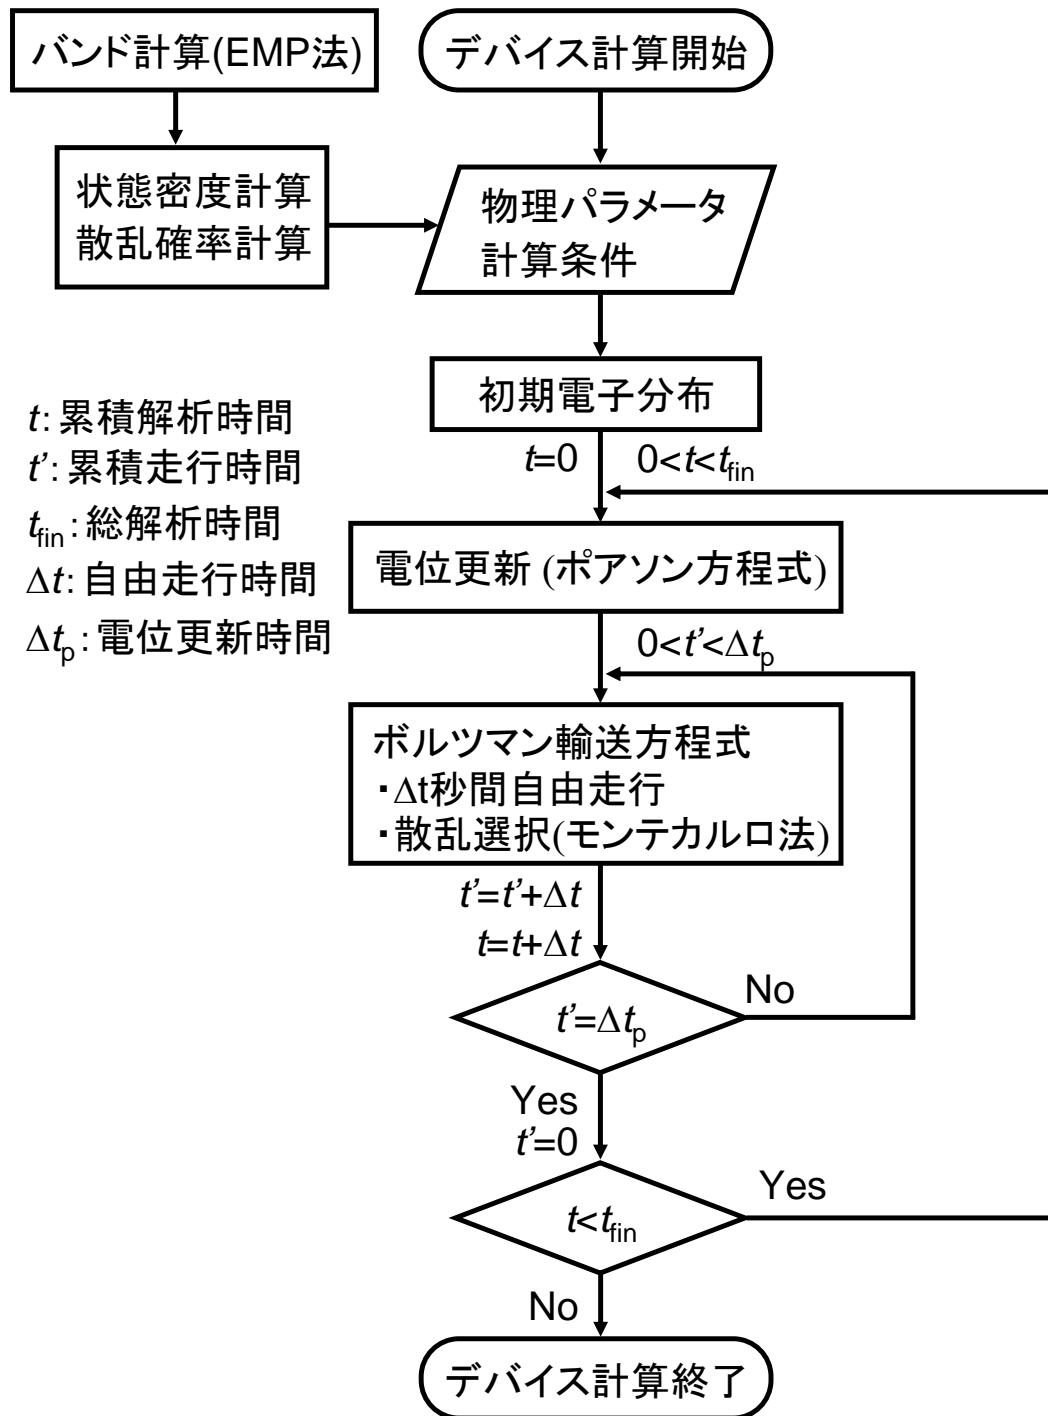 バンド計算(EMP法)
デバイス計算開始
状態密度計算
散乱確率計算
物理パラメータ
計算条件
初期電子分布
t: 累積解析時間
t’: 累積走行時間
tfin: 総解析時間
Δt: 自由走行時間
Δtp: 電位更新時間
t=0
0<t<tfin
電位更新 (ポアソン方程式)
0<t’<Δtp
ボルツマン輸送方程式
・Δt秒間自由走行
・散乱選択(モンテカルロ法)
t’=t’+Δt
t=t+Δt
t’=Δtp
No
Yes
t’=0
t<tfin
Yes
No
デバイス計算終了